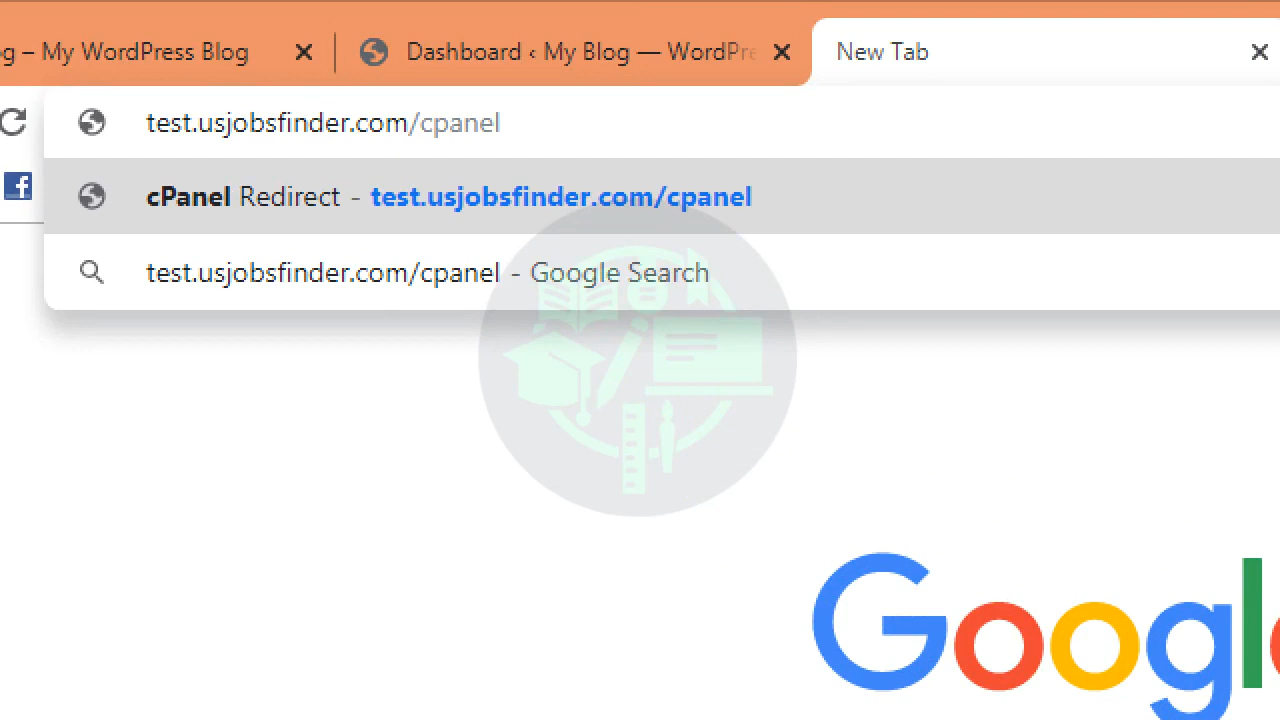 og – My WordPress Blog
Dashboard ‹ My Blog — WordPre
New Tab
test.usjobsfinder.com/cpanel
cPanel Redirect - test.usjobsfinder.com/cpanel
test.usjobsfinder.com/cpanel - Google Search
Googl